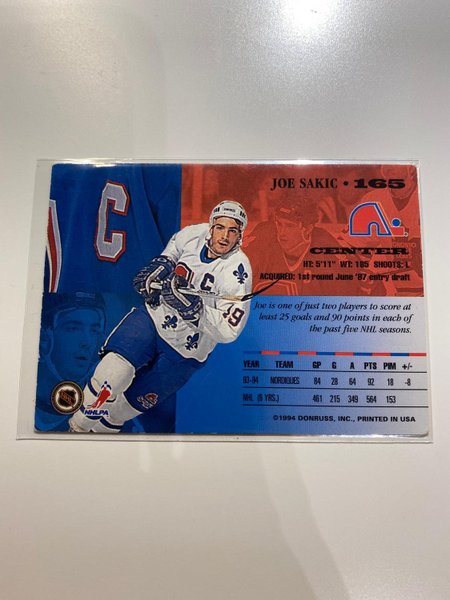 JOE SAKIC • 165
CENTER
HT: 5'11" WT: 185 SHOOTS: L
ACQUIRED: 1st round June '87 entry draft
Joe is one of just two players to score at
least 25 goals and 90 points in each of
the past five NHL seasons.
YEAR TEAM GP G A PTS PIM +/-
93-94 NORDIQUES 84 28 64 92 18 -8
NHL (6 YRS.) 461 215 349 564 153
©1994 DONRUSS, INC., PRINTED IN USA
C
C
19
NHL
NHLPA